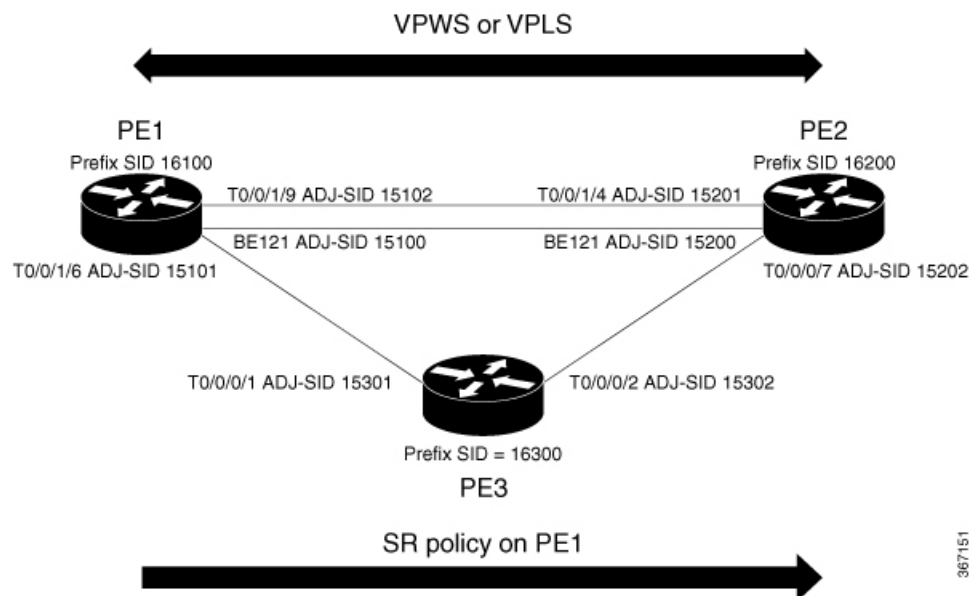 VPWS or VPLS
PE1
PE2
Prefix SID 16100
Prefix SID 16200
T0/0/1/9 ADJ-SID 15102
T0/0/1/4 ADJ-SID 15201
BE121 ADJ-SID 15100
BE121 ADJ-SID 15200
T0/0/1/6 ADJ-SID 15101
T0/0/0/7 ADJ-SID 15202
T0/0/0/1 ADJ-SID 15301
T0/0/0/2 ADJ-SID 15302
Prefix SID = 16300
PE3
SR policy on PE1
367151